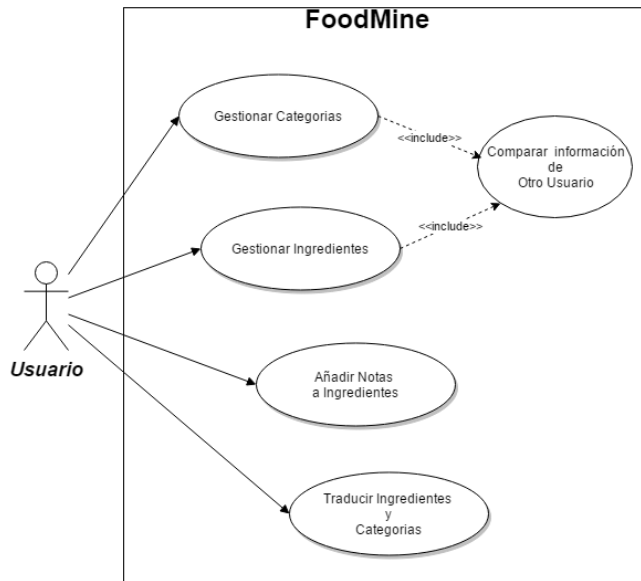 FoodMine
Gestionar Categorias
<<include>>
Comparar información
de
Otro Usuario
<<include>>
Gestionar Ingredientes
Usuario
Añadir Notas
a Ingredientes
Traducir Ingredientes
y
Categorias